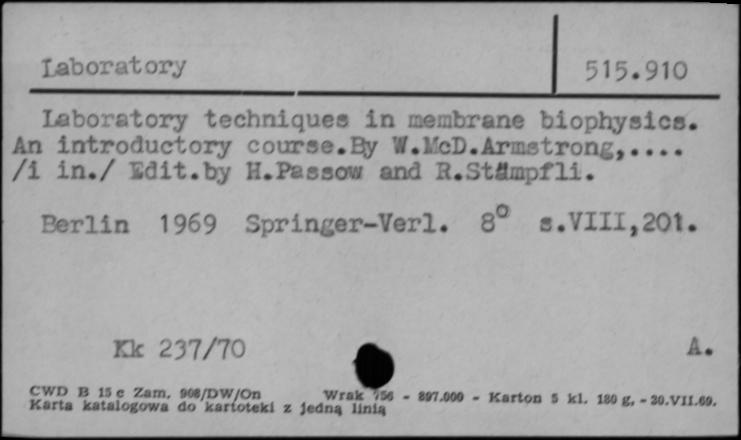 Laboratory 515.910
Laboratory techniques in membrane biophysics.
An introductory course.By W.McD.Armstrong,....
/i in./ Edit.by H.Passow and R.Stämpfli.
Berlin 1969 Springer-Verl. 8° s.VIII,201.
Kk 237/70 A.
CWD B 15 c Zam. 908/DW/On Wrak 756 - 897.000 - Karton 5 kl. 180 g. - 30.VII.69.
Karta katalogowa do kartoteki z jedną linią